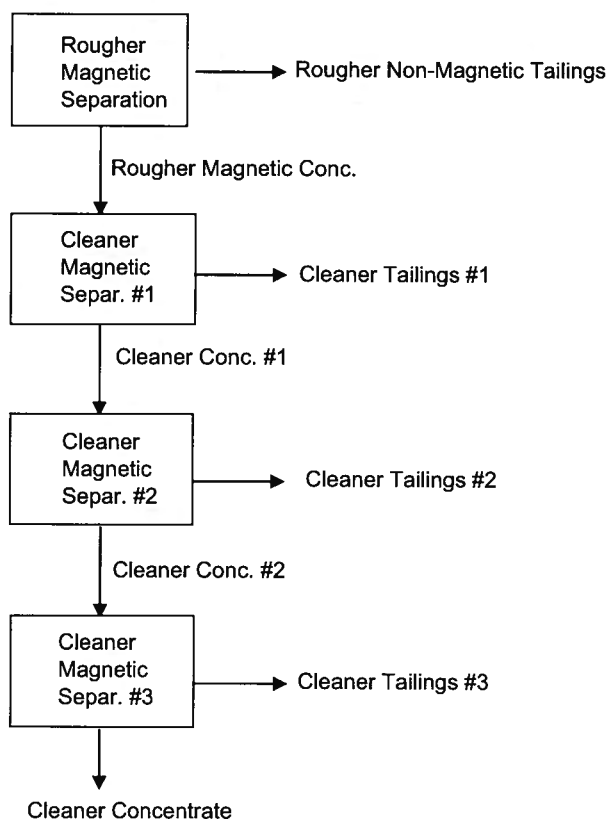 Rougher
Magnetic
Separation
Rougher Non-Magnetic Tailings
Rougher Magnetic Conc.
Cleaner
Magnetic
Separ. #1
Cleaner Tailings #1
Cleaner Conc. #1
Cleaner
Magnetic
Separ. #2
Cleaner Tailings #2
Cleaner Conc. #2
Cleaner
Magnetic
Separ. #3
Cleaner Tailings #3
Cleaner Concentrate